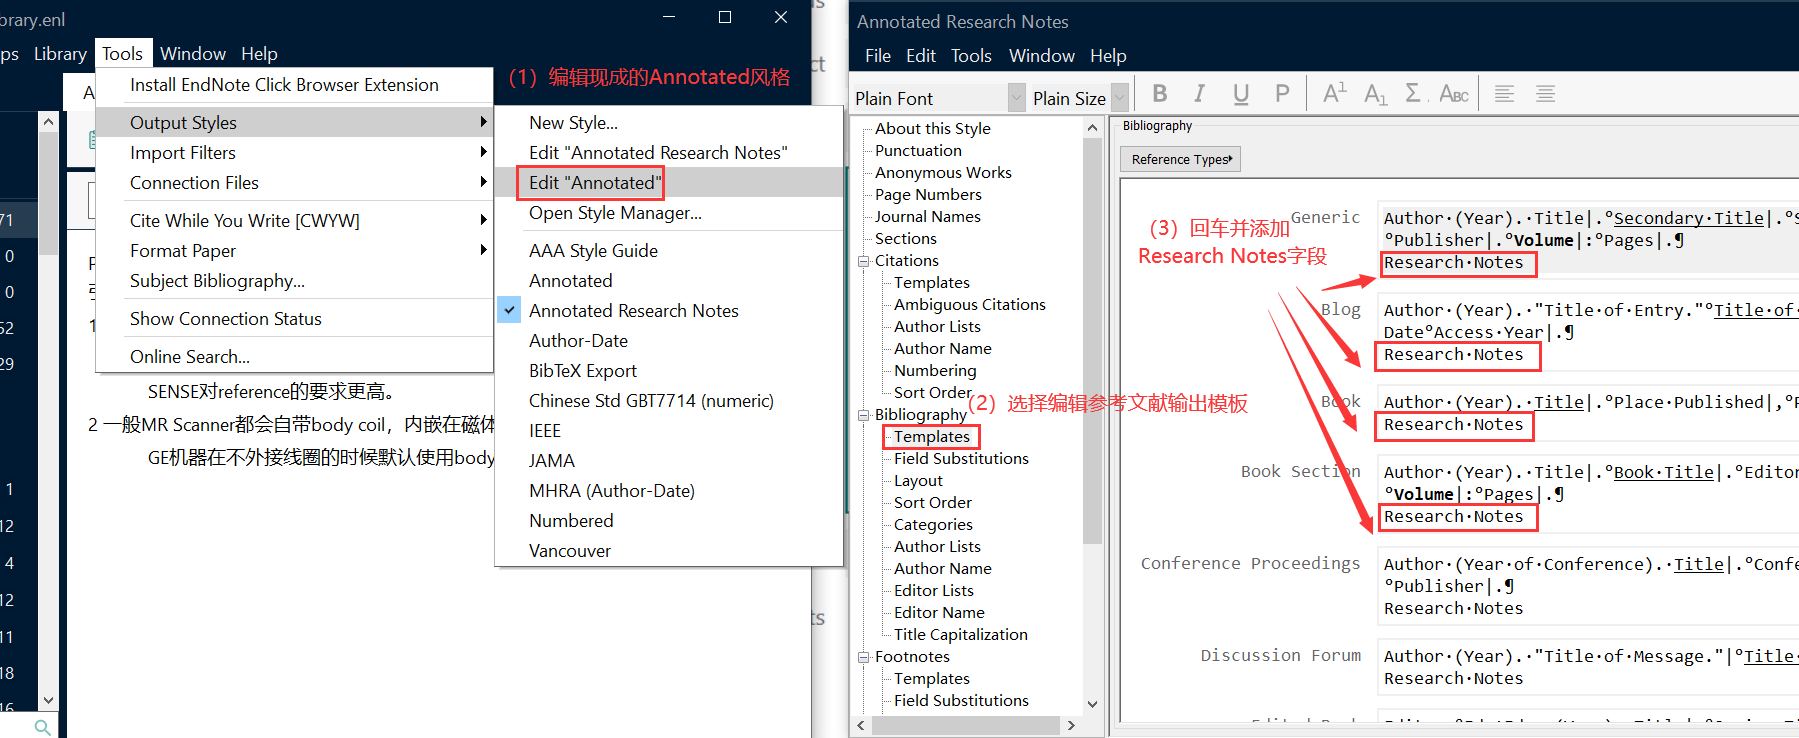 brary.enl
ps Library Tools Window Help
Install EndNote Click Browser Extension
Output Styles
Import Filters
Connection Files
Cite While You Write [CWYW]
Format Paper
Subject Bibliography...
Show Connection Status
Online Search...
(1) 编辑现成的Annotated风格
New Style...
Edit "Annotated Research Notes"
Edit "Annotated"
Open Style Manager...
AAA Style Guide
Annotated
Annotated Research Notes
Author-Date
BibTeX Export
Chinese Std GBT7714 (numeric)
IEEE
JAMA
MHRA (Author-Date)
Numbered
Vancouver
71
0
0
52
29
1
12
4
12
11
18
16
SENSE对reference的要求更高。
2 一般MR Scanner都会自带body coil，内嵌在磁体
GE机器在不外接线圈的时候默认使用body
Annotated Research Notes
File Edit Tools Window Help
Plain Font Plain Size B I U P A1 A1 Σ ABC
About this Style
Punctuation
Anonymous Works
Page Numbers
Journal Names
Sections
Citations
Templates
Ambiguous Citations
Author Lists
Author Name
Numbering
Sort Order
Bibliography
(2) 选择编辑参考文献输出模板
Templates
Field Substitutions
Layout
Sort Order
Categories
Author Lists
Author Name
Editor Lists
Editor Name
Title Capitalization
Footnotes
Templates
Field Substitutions
Bibliography
Reference Types
(3) 回车并添加
Research Notes字段
Generic
Author·(Year).·Title|.°Secondary·Title|.°S
°Publisher|.°Volume|:°Pages|.¶
Research·Notes
Blog
Author·(Year).·"Title·of·Entry."°Title·of·
Date°Access·Year|.¶
Research·Notes
Book
Author·(Year).·Title|.°Place·Published|,°P
Research·Notes
Book Section
Author·(Year).·Title|.°Book·Title|.°Editor
°Volume|:°Pages|.¶
Research·Notes
Conference Proceedings
Author·(Year·of·Conference).·Title|.°Confe
°Publisher|.¶
Research·Notes
Discussion Forum
Author·(Year).·"Title·of·Message."|°Title·
Research·Notes